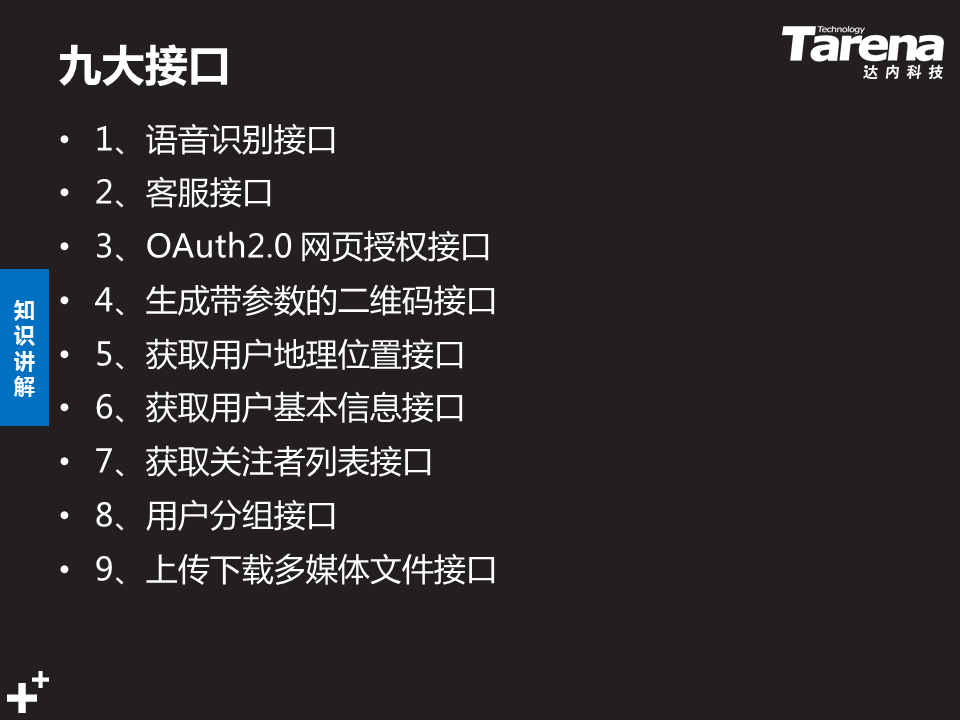 九大接口
Technology
Tarena
达内科技
• 1、语音识别接口
• 2、客服接口
• 3、OAuth2.0 网页授权接口
• 4、生成带参数的二维码接口
• 5、获取用户地理位置接口
• 6、获取用户基本信息接口
• 7、获取关注者列表接口
• 8、用户分组接口
• 9、上传下载多媒体文件接口
知识讲解